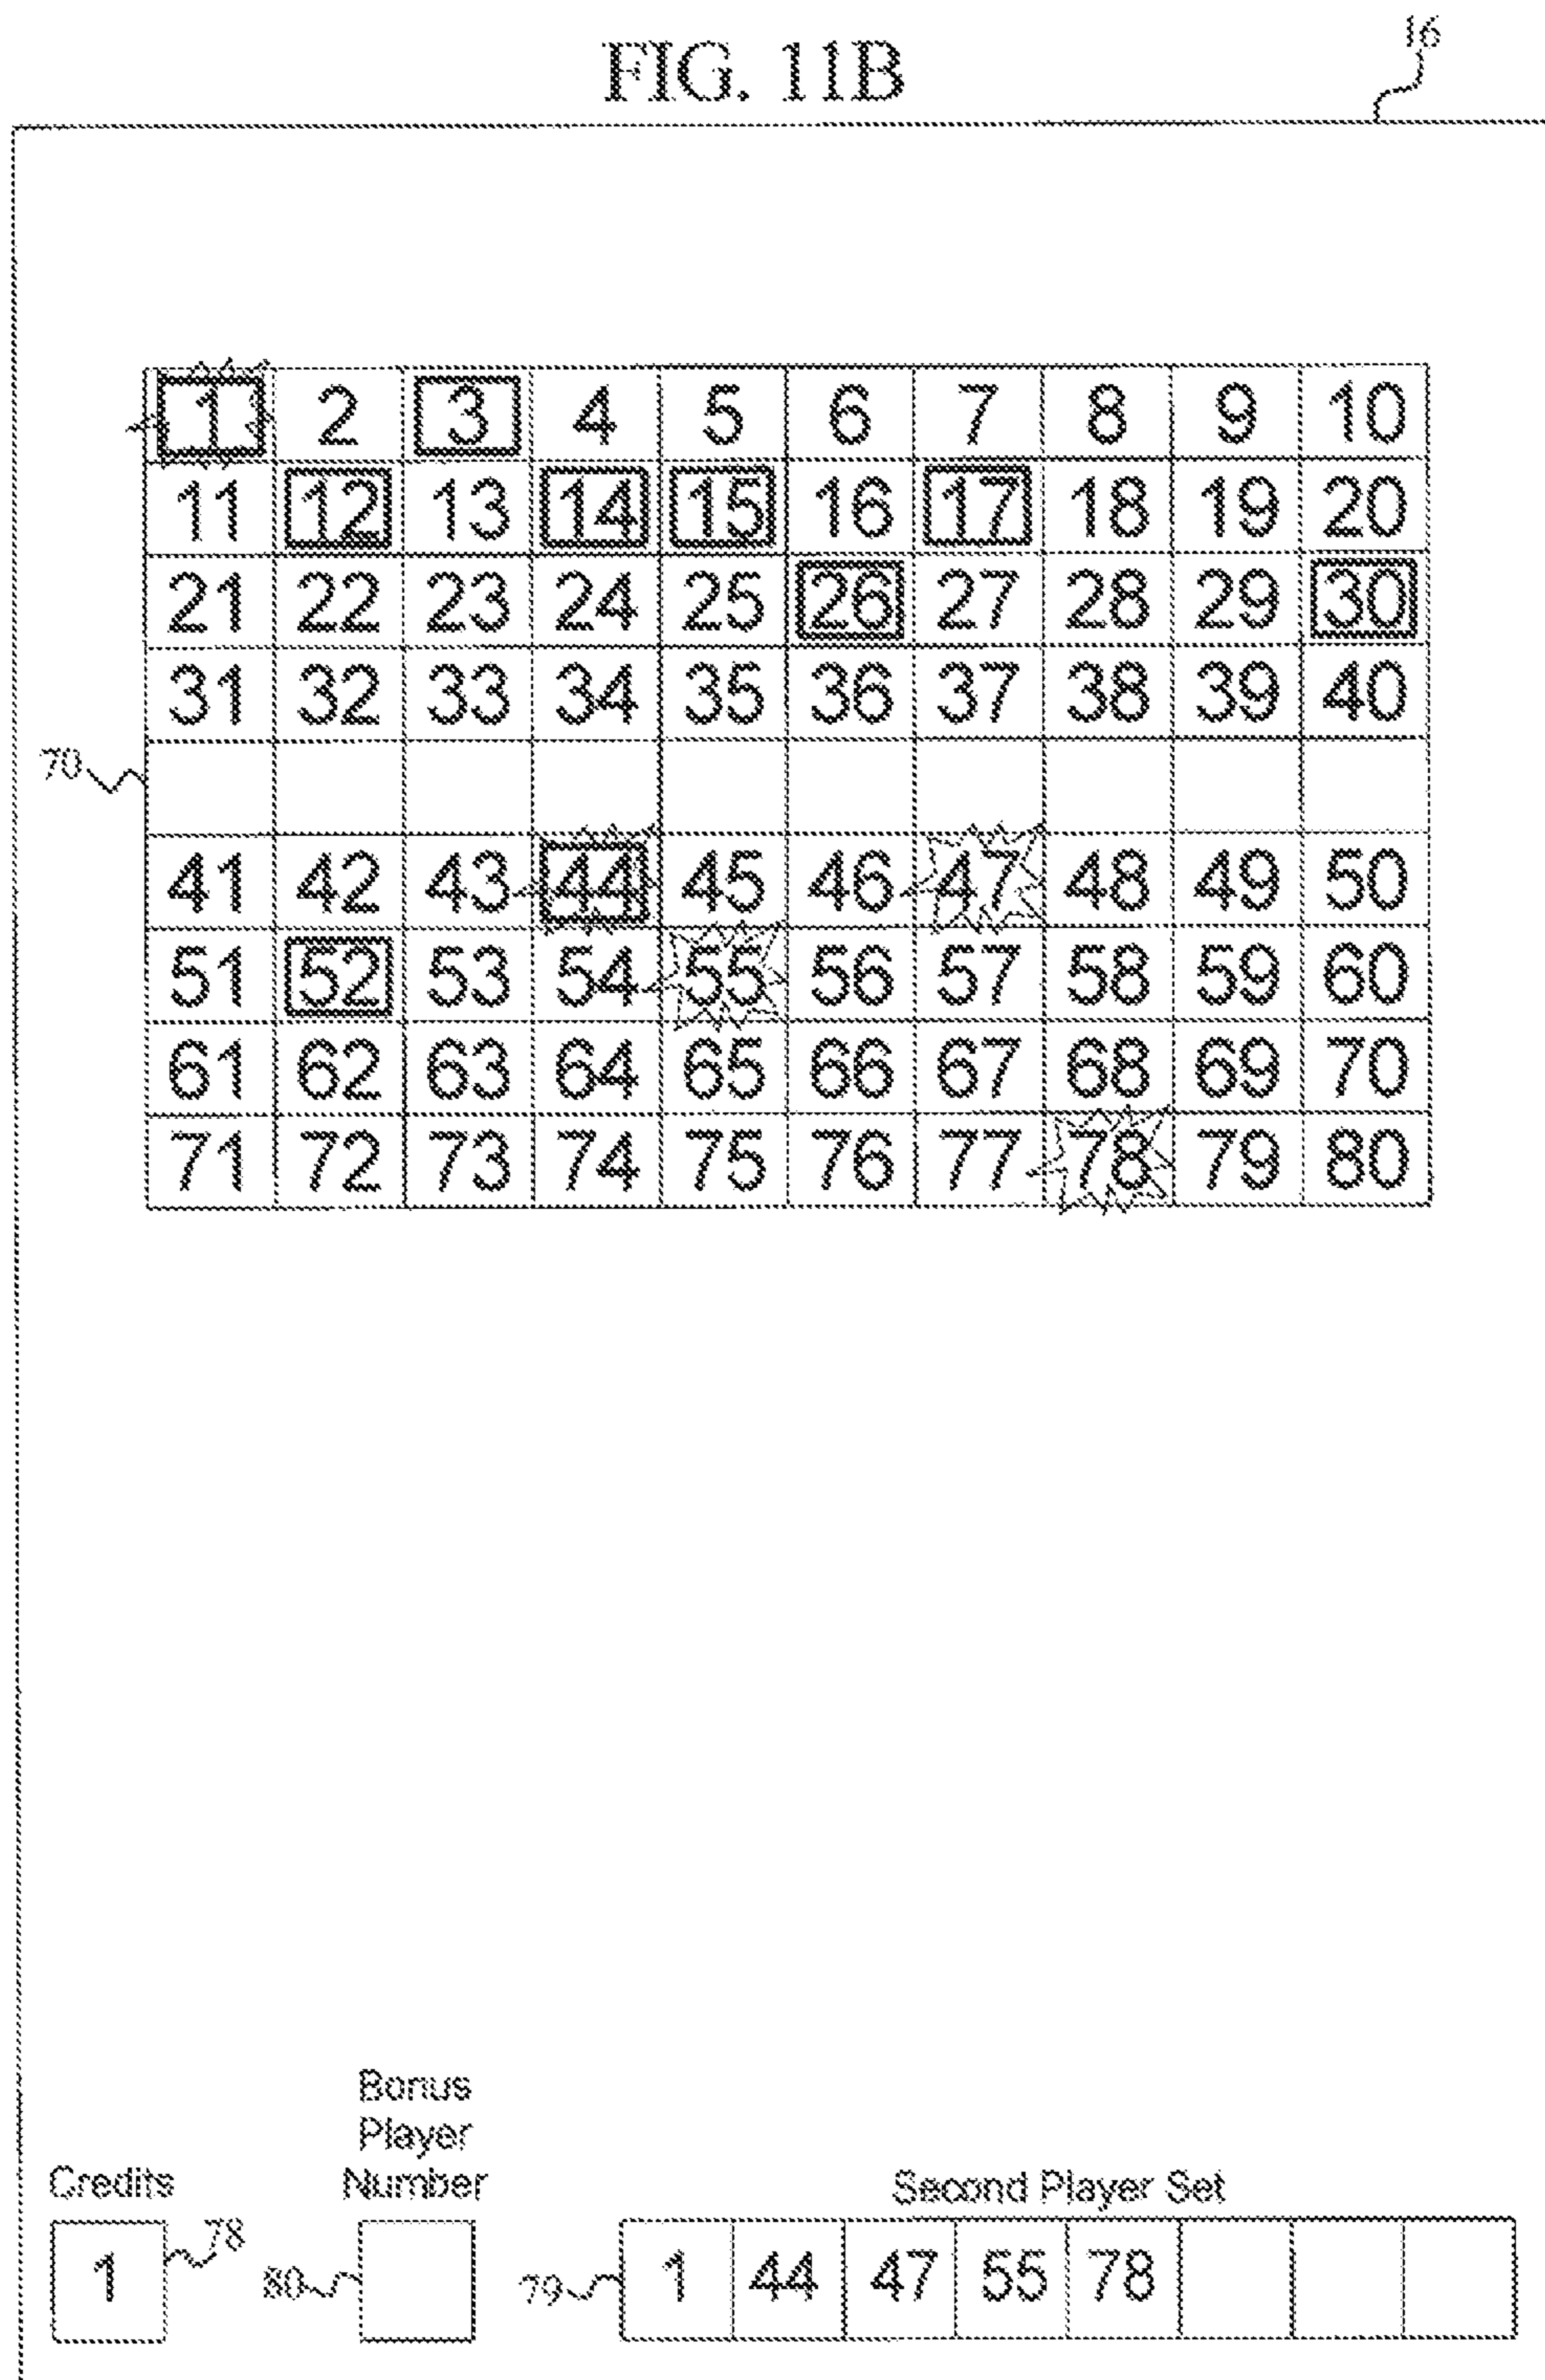 FIG. 11B
16
1 2 3 4 5 6 7 8 9 10
11 12 13 14 15 16 17 18 19 20
21 22 23 24 25 26 27 28 29 30
31 32 33 34 35 36 37 38 39 40
70
41 42 43 44 45 46 47 48 49 50
51 52 53 54 55 56 57 58 59 60
61 62 63 64 65 66 67 68 69 70
71 72 73 74 75 76 77 78 79 80
Bonus
Player
Credits Number Second Player Set
1 78 80 79 1 44 47 55 78